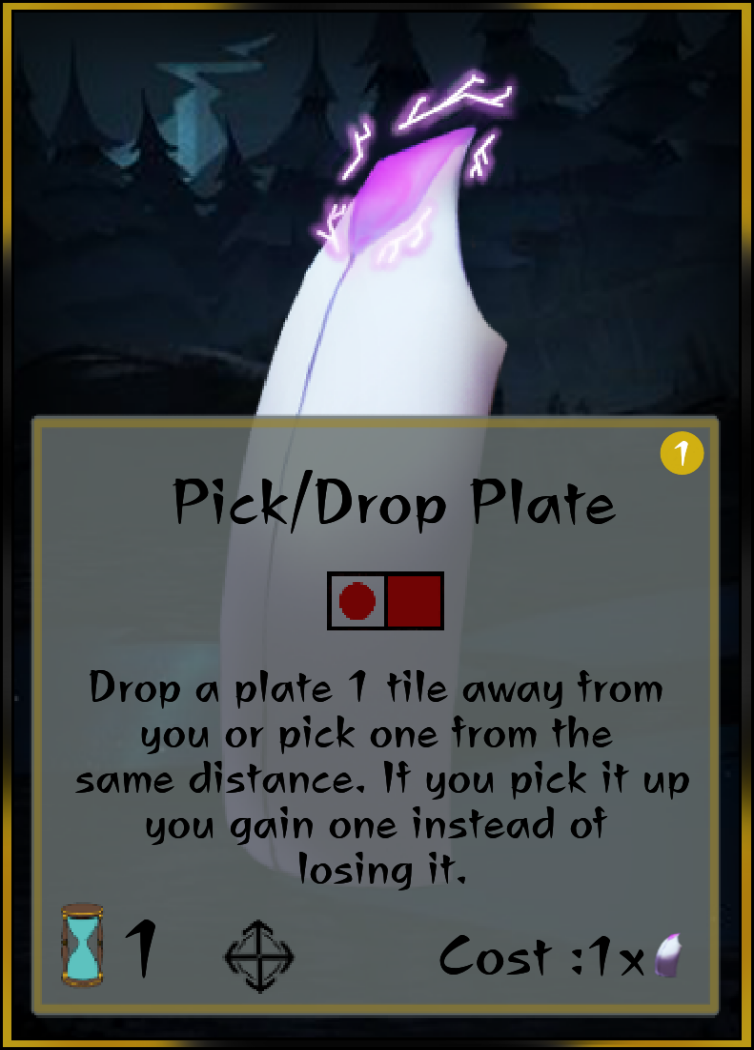 1
Pick/Drop Plate
Drop a plate 1 tile away from
you or pick one from the
same distance. If you pick it up
you gain one instead of
losing it.
1
Cost :1x